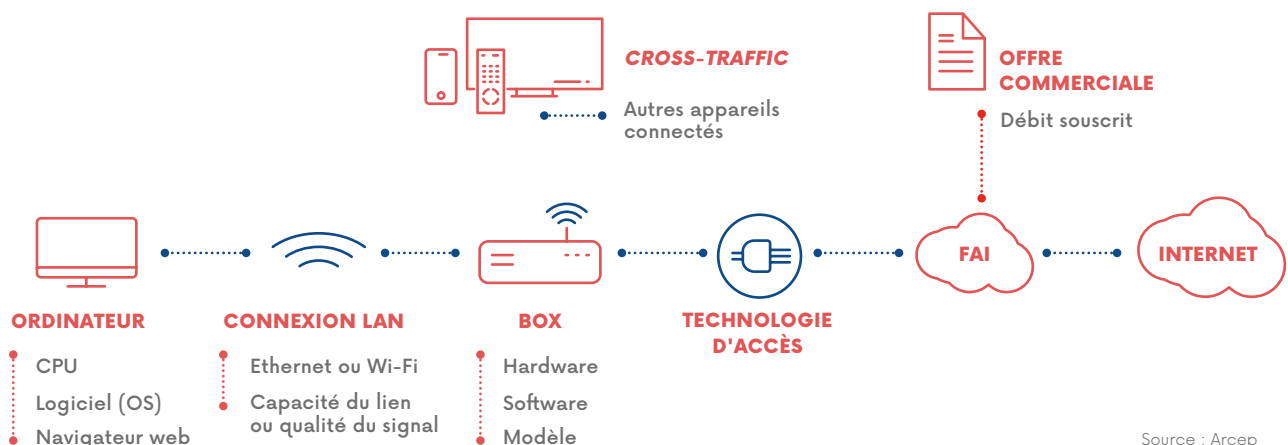 CROSS-TRAFFIC
Autres appareils
connectés
OFFRE
COMMERCIALE
Débit souscrit
FAI
INTERNET
ORDINATEUR
CPU
Logiciel (OS)
Navigateur web
CONNEXION LAN
Ethernet ou Wi-Fi
Capacité du lien
ou qualité du signal
BOX
Hardware
Software
Modèle
TECHNOLOGIE
D'ACCÈS
Source : Arcep